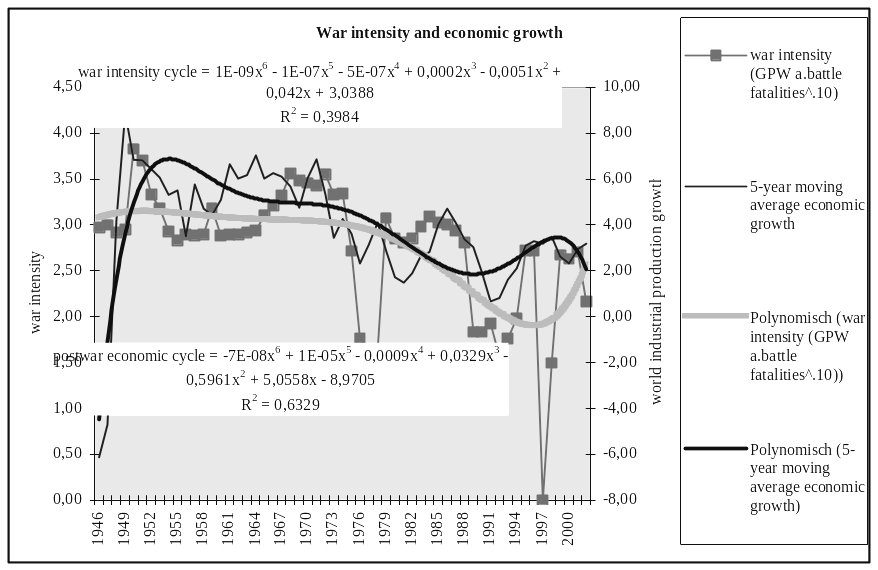 War intensity and economic growth
war intensity cycle = 1E-09x6 - 1E-07x5 - 5E-07x4 + 0,0002x3 - 0,0051x2 +
0,042x + 3,0388
R2 = 0,3984
4,50
4,00
3,50
3,00
2,50
2,00
1,50
1,00
0,50
0,00
war intensity
postwar economic cycle = -7E-08x6 + 1E-05x5 - 0,0009x4 + 0,0329x3 -
0,5961x2 + 5,0558x - 8,9705
R2 = 0,6329
10,00
8,00
6,00
4,00
2,00
0,00
-2,00
-4,00
-6,00
-8,00
world industrial production growtl
1946 1949 1952 1955 1958 1961 1964 1967 1970 1973 1976 1979 1982 1985 1988 1991 1994 1997 2000
war intensity
(GPW a.battle
fatalities^.10)
5-year moving
average economic
growth
Polynomisch (war
intensity (GPW
a.battle
fatalities^.10))
Polynomisch (5-
year moving
average economic
growth)